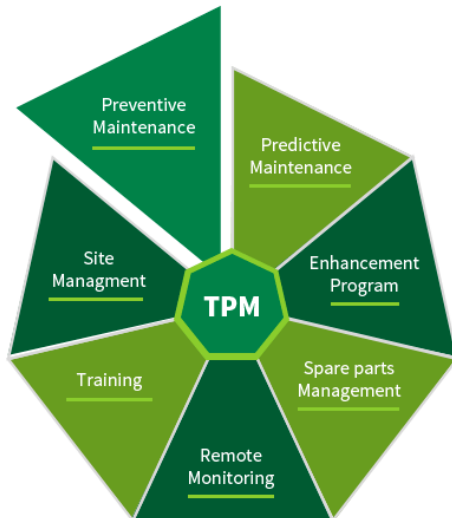 Preventive
Maintenance
Predictive
Maintenance
Enhancement
Program
Spare parts
Management
Remote
Monitoring
Training
Site
Managment
TPM